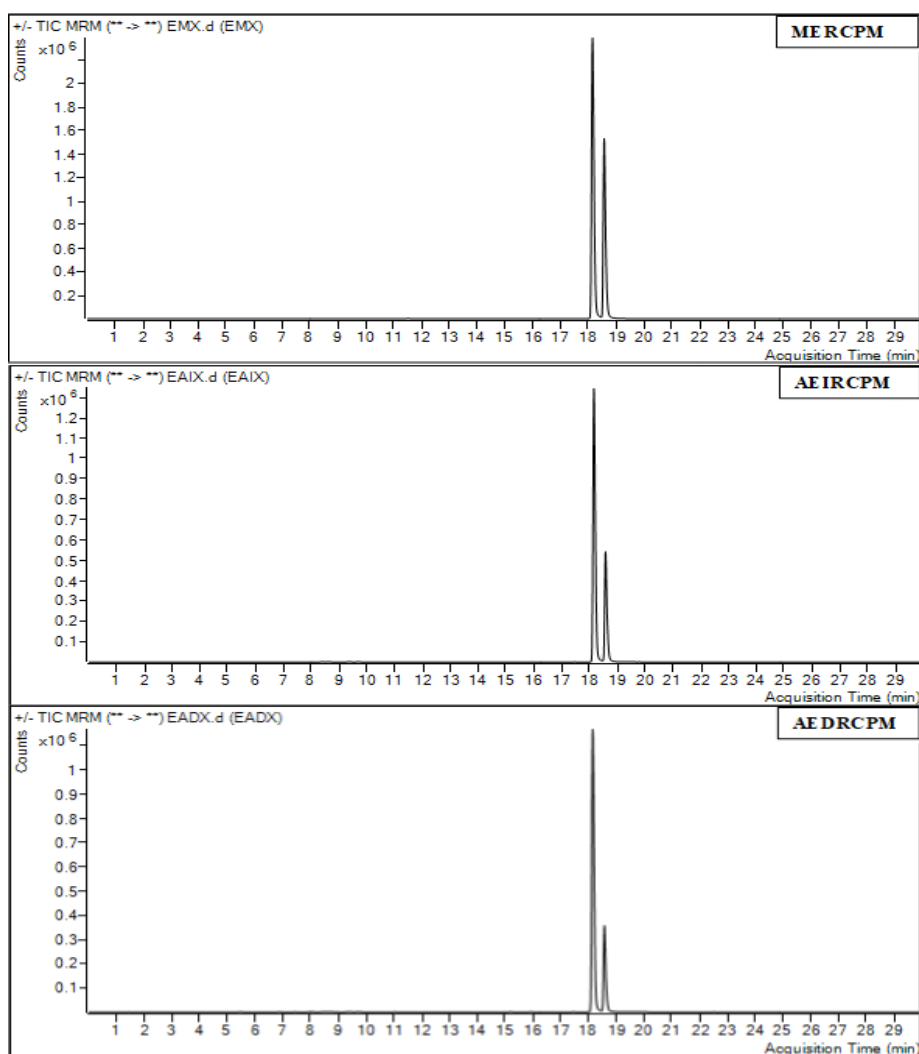 +/- TIC MRM (** -> **) EMX.d (EMX)
MERCPM
Counts
x10 6
2
1.8
1.6
1.4
1.2
1
0.8
0.6
0.4
0.2
1 2 3 4 5 6 7 8 9 10 11 12 13 14 15 16 17 18 19 20 21 22 23 24 25 26 27 28 29
Acquisition Time (min)
+/- TIC MRM (** -> **) EAIX.d (EAIX)
AEIRCPM
Counts
x10 6
1.2
1.1
1
0.9
0.8
0.7
0.6
0.5
0.4
0.3
0.2
0.1
1 2 3 4 5 6 7 8 9 10 11 12 13 14 15 16 17 18 19 20 21 22 23 24 25 26 27 28 29
Acquisition Time (min)
+/- TIC MRM (** -> **) EADX.d (EADX)
AEDRCPM
Counts
x10 6
1
0.9
0.8
0.7
0.6
0.5
0.4
0.3
0.2
0.1
1 2 3 4 5 6 7 8 9 10 11 12 13 14 15 16 17 18 19 20 21 22 23 24 25 26 27 28 29
Acquisition Time (min)